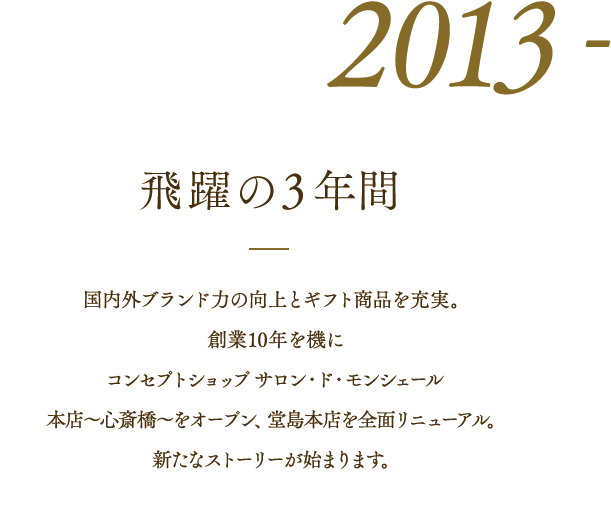 2013 -
飛躍の3年間
国内外ブランド力の向上とギフト商品を充実。
創業10年を機に
コンセプトショップ サロン・ド・モンシェール
本店〜心斎橋〜をオープン、堂島本店を全面リニューアル。
新たなストーリーが始まります。